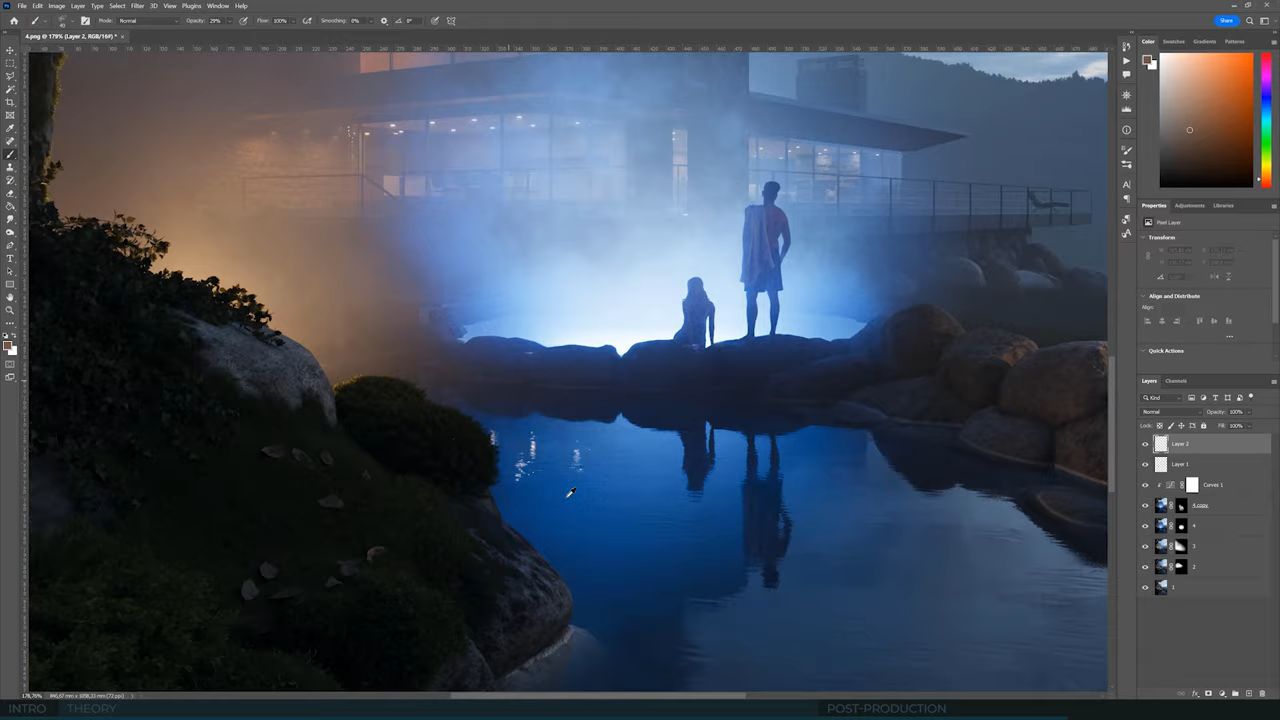 File Edit Image Layer Type Select Filter 3D View Plugins Window Help
Mode: Normal Opacity: 29% Flow: 100% Smoothing: 0% 0° Share
4.png @ 179% (Layer 2, RGB/16#) *
Color Swatches Gradients Patterns
Properties Adjustments Libraries
Pixel Layer
Transform
Align and Distribute
Align:
Quick Actions
Layers Channels
Kind
Normal Opacity: 100%
Lock: Fill: 100%
Layer 2
Layer 1
Curves 1
4 copy
4
3
2
1
INTRO THEORY POST-PRODUCTION